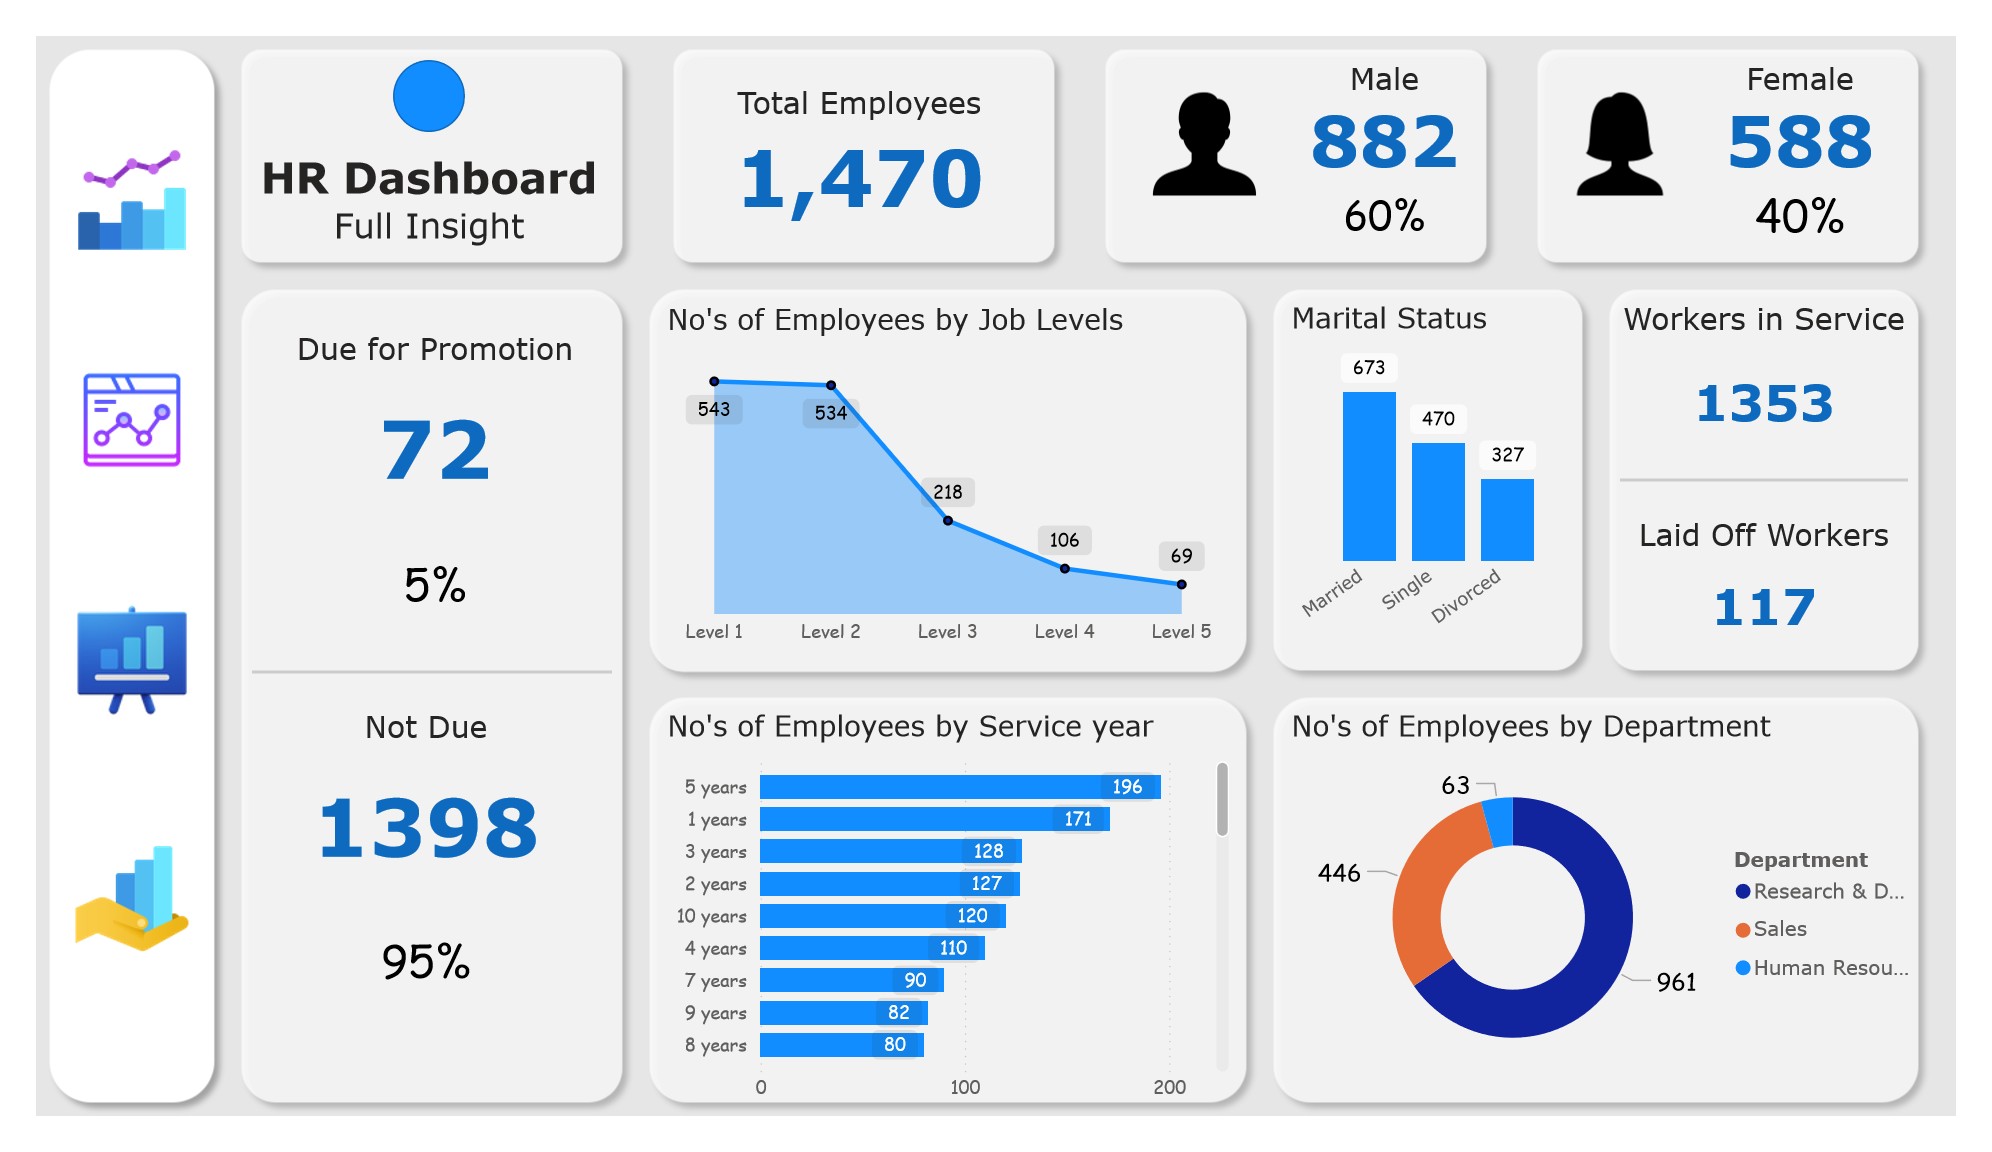 HR Dashboard
Full Insight
Total Employees
1,470
Male
882
60%
Female
588
40%
Due for Promotion
72
5%
Not Due
1398
95%
No's of Employees by Job Levels
543
534
218
106
69
Level 1
Level 2
Level 3
Level 4
Level 5
Marital Status
673
470
327
Married
Single
Divorced
Workers in Service
1353
Laid Off Workers
117
No's of Employees by Service year
5 years 196
1 years 171
3 years 128
2 years 127
10 years 120
4 years 110
7 years 90
9 years 82
8 years 80
0 100 200
No's of Employees by Department
63
446
961
Department
Research & D...
Sales
Human Resou...